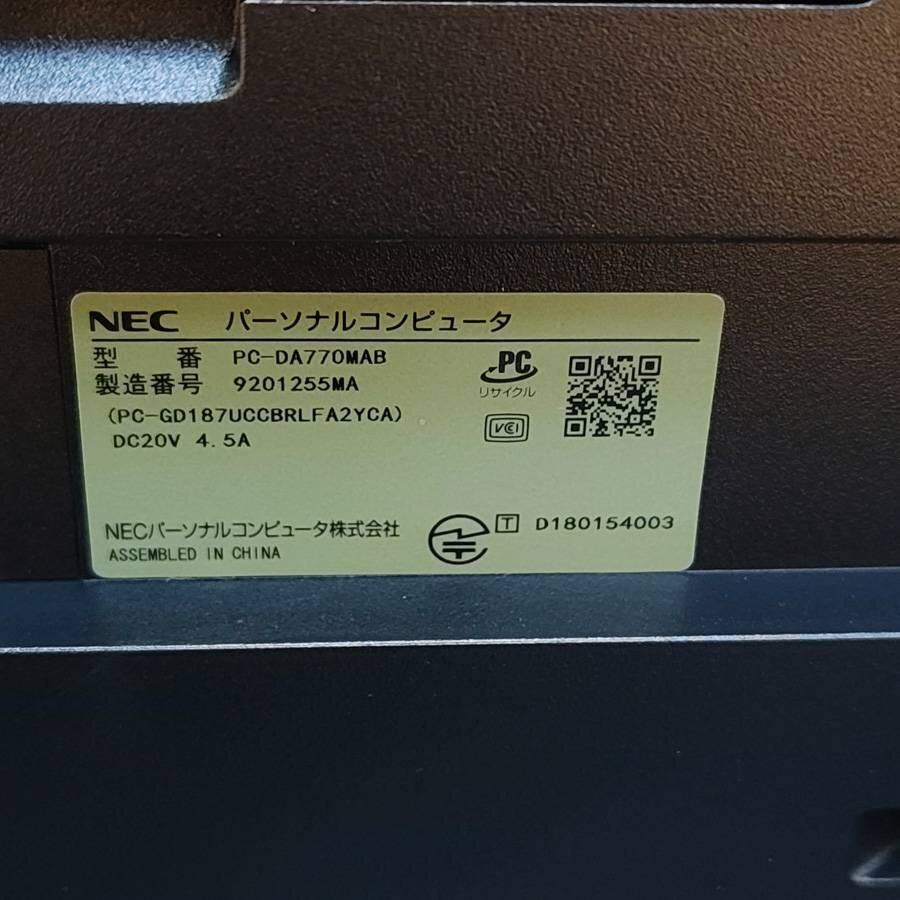 NEC パーソナルコンピュータ
型 番 PC-DA770MAB
製造番号 9201255MA
(PC-GD187UCCBRLFA2YCA)
DC20V 4.5A
PC
リサイクル
VCI
NECパーソナルコンピュータ株式会社
ASSEMBLED IN CHINA
T D180154003